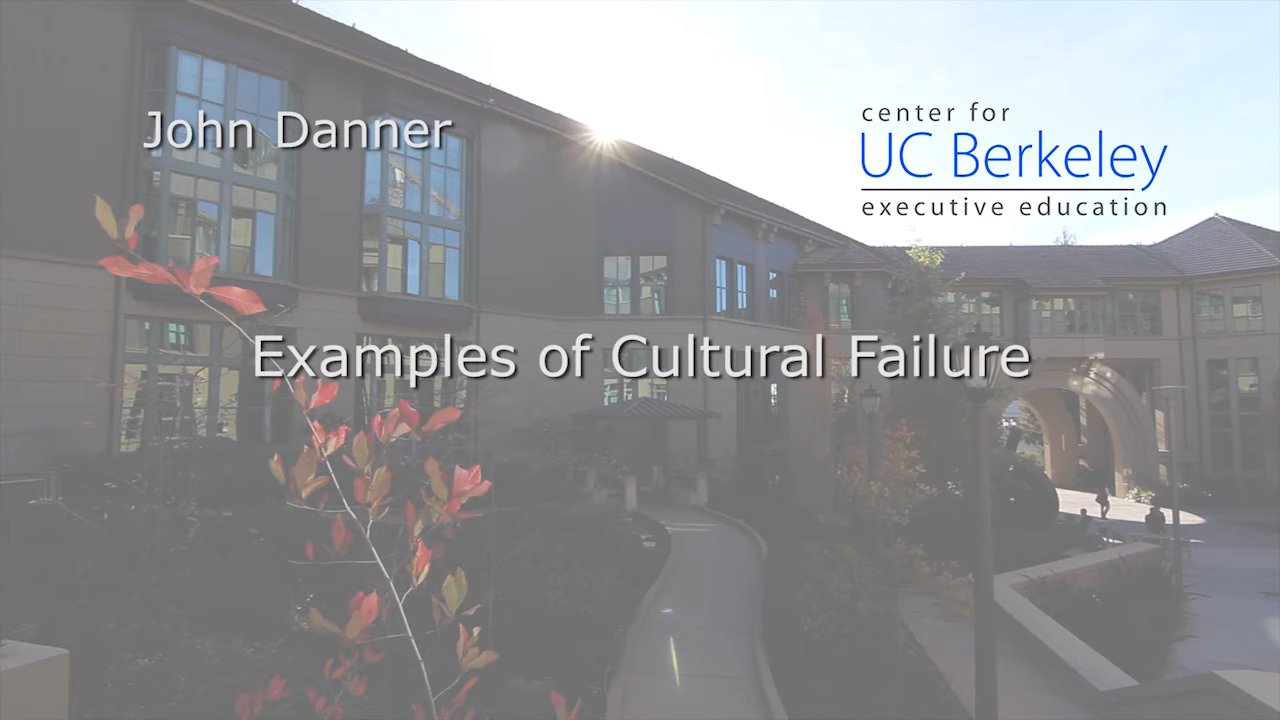 John Danner
center for
UC Berkeley
executive education
Examples of Cultural Failure